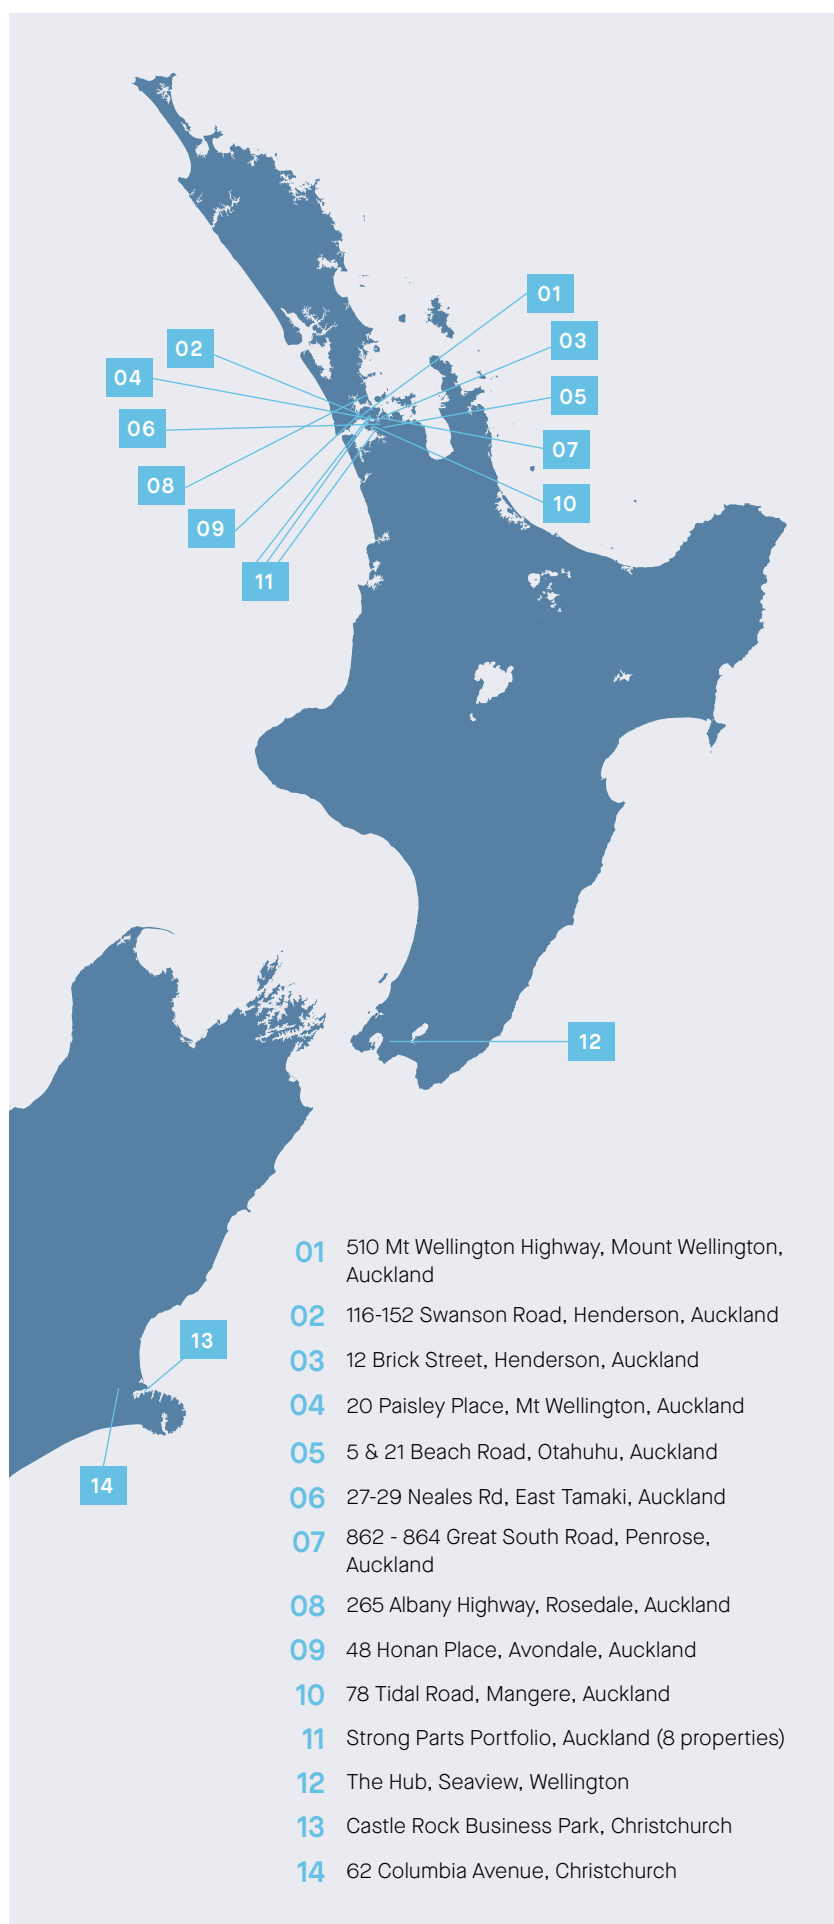 01
03
02
04
05
06
07
08
10
09
11
12
13
14
01 510 Mt Wellington Highway, Mount Wellington,
Auckland
02 116-152 Swanson Road, Henderson, Auckland
03 12 Brick Street, Henderson, Auckland
04 20 Paisley Place, Mt Wellington, Auckland
05 5 & 21 Beach Road, Otahuhu, Auckland
06 27-29 Neales Rd, East Tamaki, Auckland
07 862 - 864 Great South Road, Penrose,
Auckland
08 265 Albany Highway, Rosedale, Auckland
09 48 Honan Place, Avondale, Auckland
10 78 Tidal Road, Mangere, Auckland
11 Strong Parts Portfolio, Auckland (8 properties)
12 The Hub, Seaview, Wellington
13 Castle Rock Business Park, Christchurch
14 62 Columbia Avenue, Christchurch